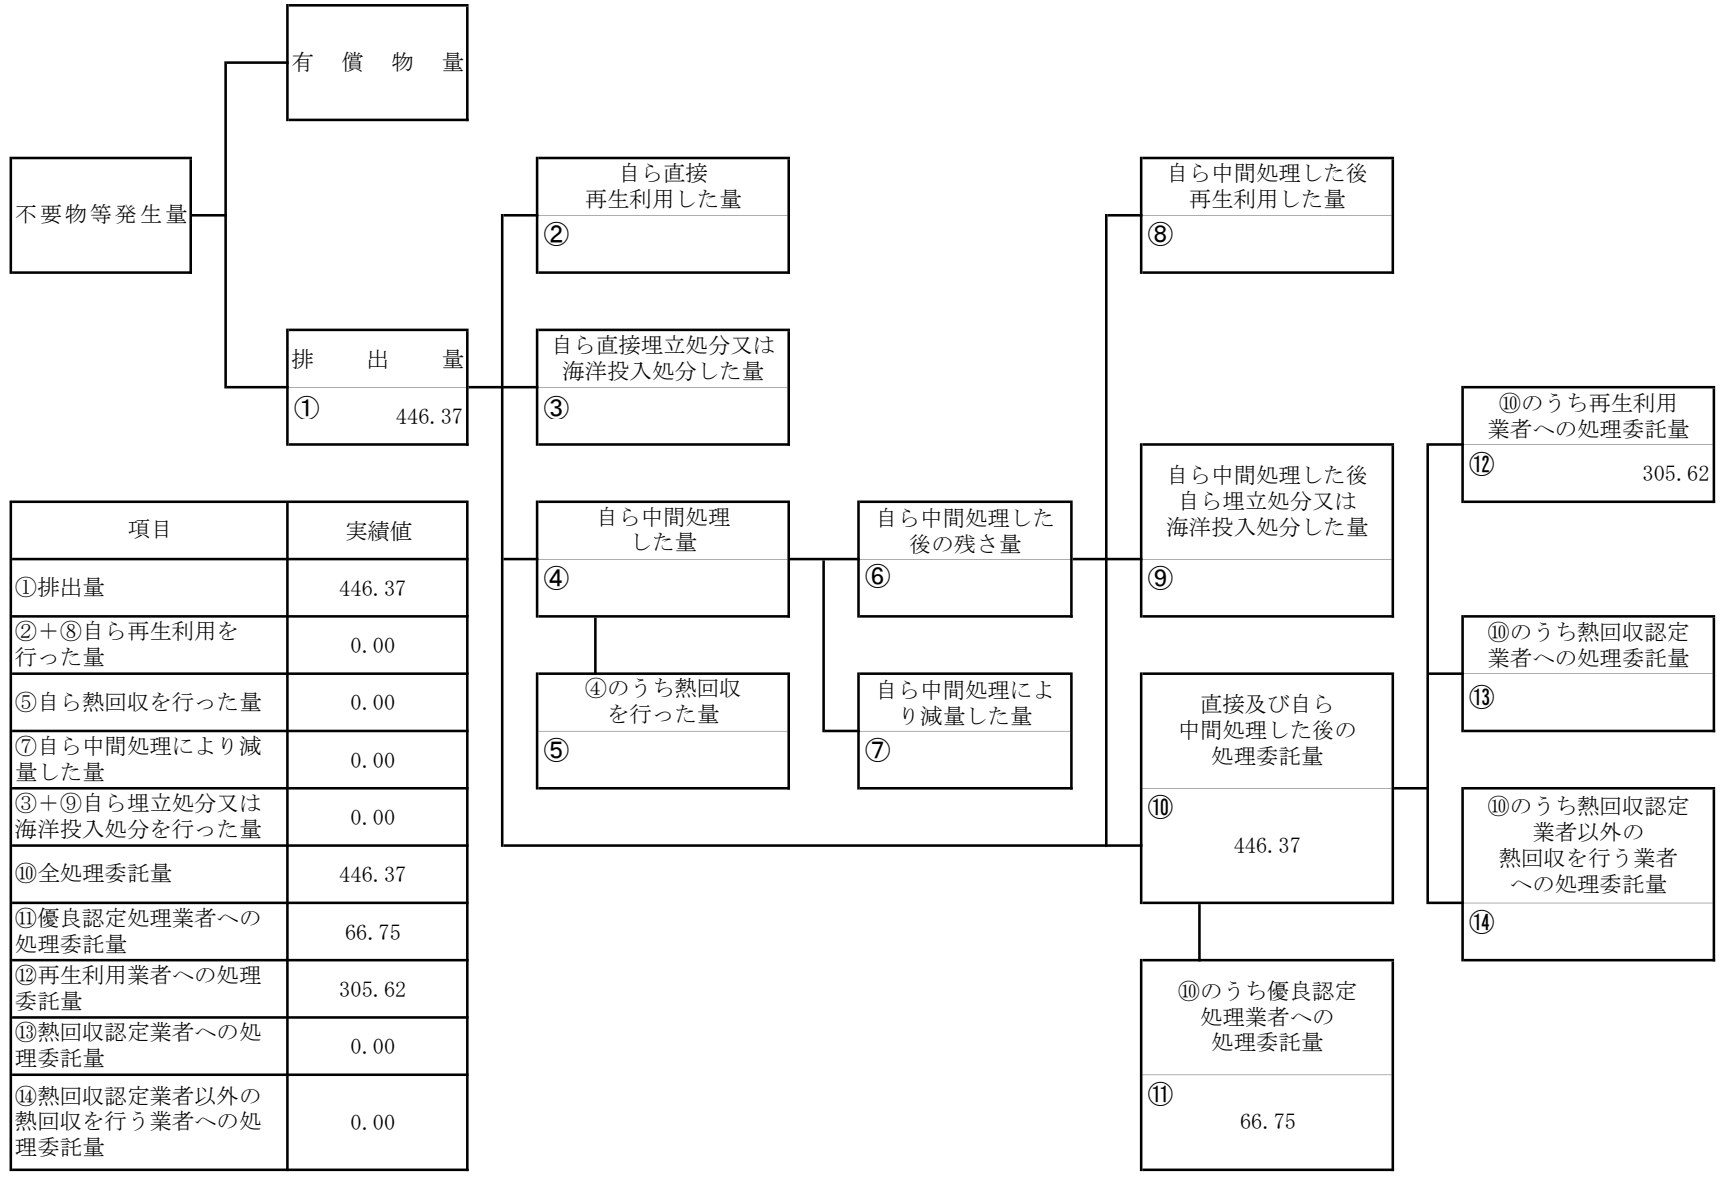 有償物量
不要物等発生量
排出量
①
446.37
自ら直接
再生利用した量
②
自ら直接埋立処分又は
海洋投入処分した量
③
自ら中間処理
した量
④
④のうち熱回収
を行った量
⑤
自ら中間処理した
後の残さ量
⑥
自ら中間処理によ
り減量した量
⑦
自ら中間処理した後
再生利用した量
⑧
自ら中間処理した後
自ら埋立処分又は
海洋投入処分した量
⑨
直接及び自ら
中間処理した後の
処理委託量
⑩
446.37
⑩のうち優良認定
処理業者への
処理委託量
⑪
66.75
⑩のうち再生利用
業者への処理委託量
⑫
305.62
⑩のうち熱回収認定
業者への処理委託量
⑬
⑩のうち熱回収認定
業者以外の
熱回収を行う業者
への処理委託量
⑭
項目 実績値
①排出量 446.37
②＋⑧自ら再生利用を
行った量 0.00
⑤自ら熱回収を行った量 0.00
⑦自ら中間処理により減
量した量 0.00
③＋⑨自ら埋立処分又は
海洋投入処分を行った量 0.00
⑩全処理委託量 446.37
⑪優良認定処理業者への
処理委託量 66.75
⑫再生利用業者への処理
委託量 305.62
⑬熱回収認定業者への処
理委託量 0.00
⑭熱回収認定業者以外の
熱回収を行う業者への処
理委託量 0.00